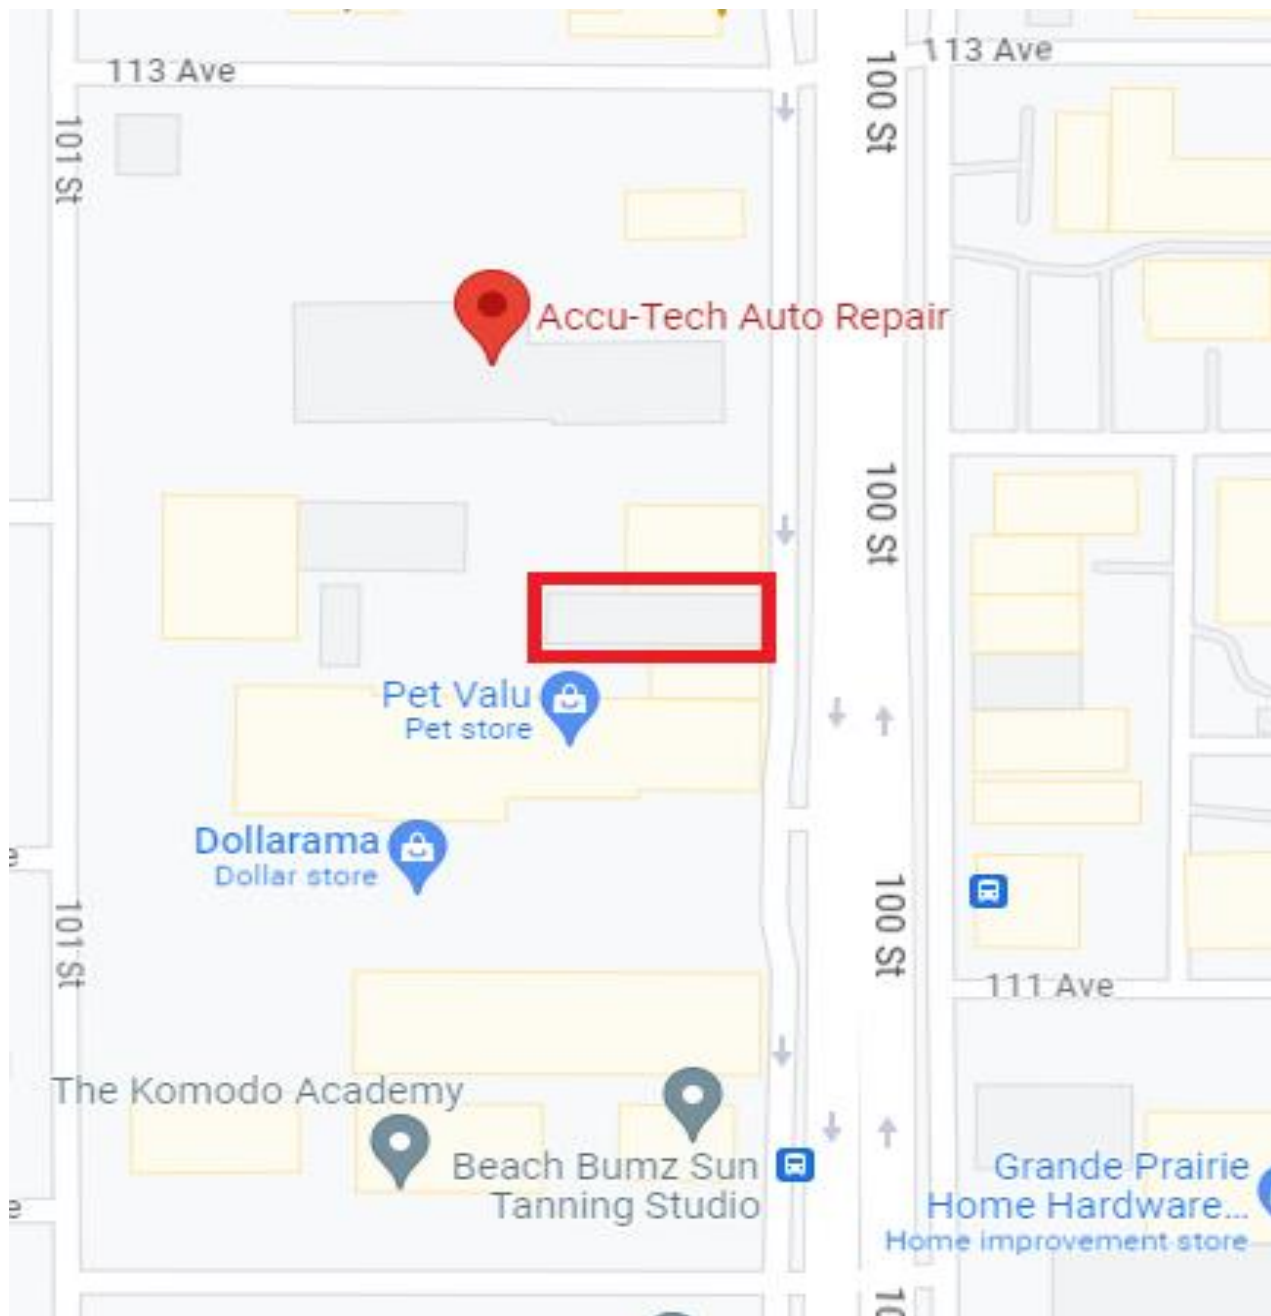 113 Ave
113 Ave
100 St
101 St
Accu-Tech Auto Repair
100 St
Pet Valu
Pet store
Dollarama
Dollar store
100 St
101 St
111 Ave
The Komodo Academy
Beach Bumz Sun
Tanning Studio
Grande Prairie
Home Hardware...
Home improvement store